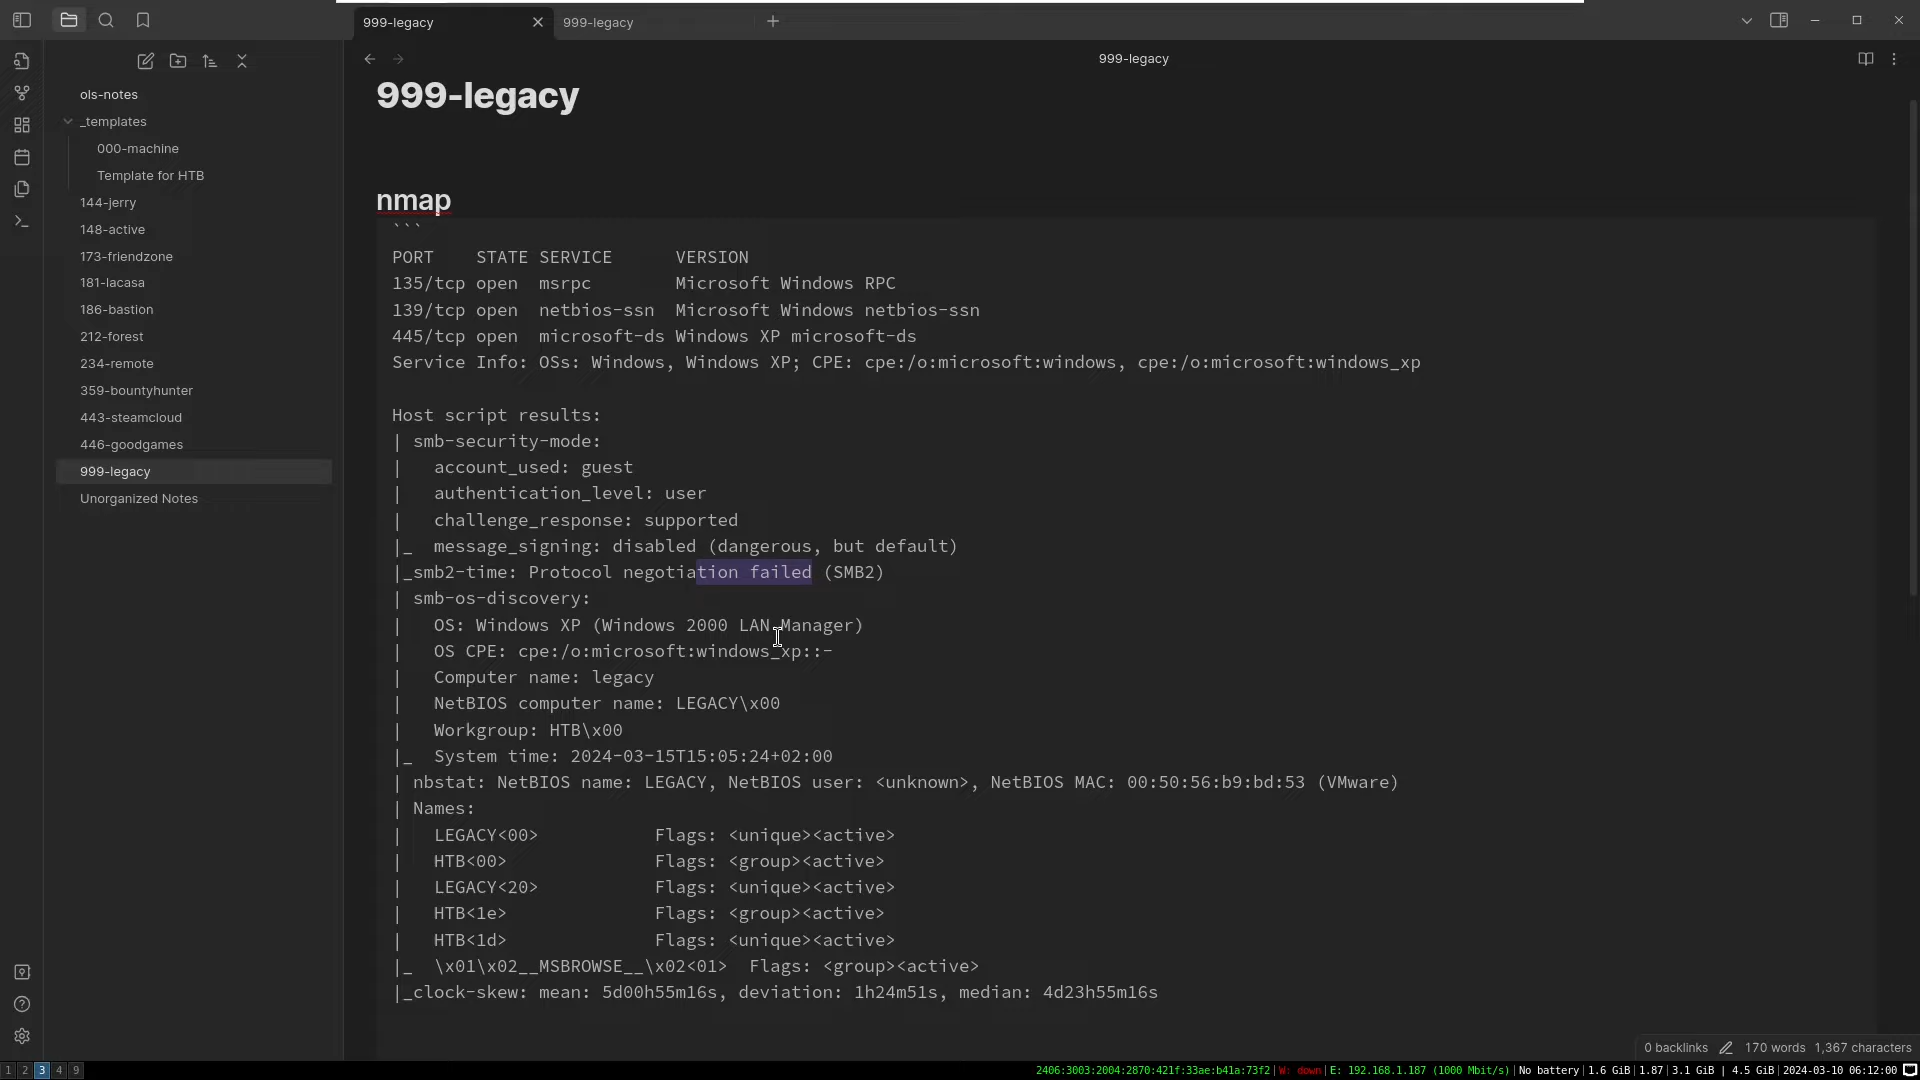 999-legacy
999-legacy
999-legacy
ols-notes
_templates
000-machine
Template for HTB
144-jerry
148-active
173-friendzone
181-lacasa
186-bastion
212-forest
234-remote
359-bountyhunter
443-steamcloud
446-goodgames
999-legacy
Unorganized Notes
999-legacy
nmap
```
PORT    STATE SERVICE      VERSION
135/tcp open  msrpc        Microsoft Windows RPC
139/tcp open  netbios-ssn  Microsoft Windows netbios-ssn
445/tcp open  microsoft-ds Windows XP microsoft-ds
Service Info: OSs: Windows, Windows XP; CPE: cpe:/o:microsoft:windows, cpe:/o:microsoft:windows_xp
Host script results:
| smb-security-mode:
|   account_used: guest
|   authentication_level: user
|   challenge_response: supported
|_  message_signing: disabled (dangerous, but default)
|_smb2-time: Protocol negotiation failed (SMB2)
| smb-os-discovery:
|   OS: Windows XP (Windows 2000 LAN Manager)
|   OS CPE: cpe:/o:microsoft:windows_xp::-
|   Computer name: legacy
|   NetBIOS computer name: LEGACY\x00
|   Workgroup: HTB\x00
|_  System time: 2024-03-15T15:05:24+02:00
| nbstat: NetBIOS name: LEGACY, NetBIOS user: <unknown>, NetBIOS MAC: 00:50:56:b9:bd:53 (VMware)
| Names:
|   LEGACY<00>           Flags: <unique><active>
|   HTB<00>              Flags: <group><active>
|   LEGACY<20>           Flags: <unique><active>
|   HTB<1e>              Flags: <group><active>
|   HTB<1d>              Flags: <unique><active>
|_  \x01\x02__MSBROWSE__\x02<01>  Flags: <group><active>
|_clock-skew: mean: 5d00h55m16s, deviation: 1h24m51s, median: 4d23h55m16s
0 backlinks 170 words 1,367 characters
1 2 3 4 9
2406:3003:2004:2870:421f:33ae:b41a:73f2|W: down|E: 192.168.1.187 (1000 Mbit/s)|No battery|1.6 GiB|1.87|3.1 GiB | 4.5 GiB|2024-03-10 06:12:00